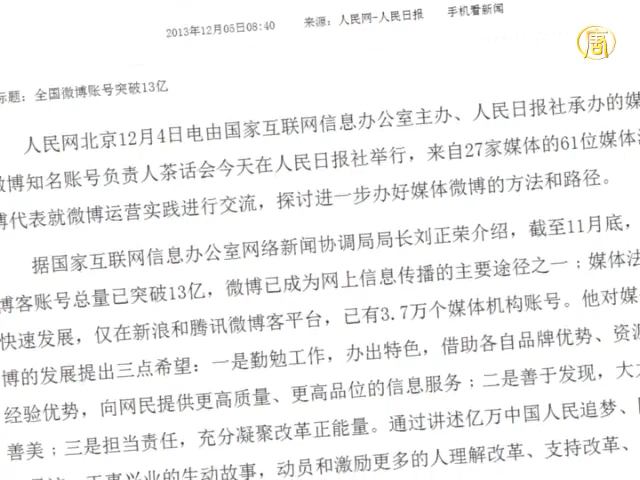 2013年12月05日08:40 来源：人民网-人民日报 手机看新闻
唐
标题：全国微博账号突破13亿
人民网北京12月4日电由国家互联网信息办公室主办、人民日报社承办的媒
微博知名账号负责人茶话会今天在人民日报社举行，来自27家媒体的61位媒体
博代表就微博运营实践进行交流，探讨进一步办好媒体微博的方法和路径。
据国家互联网信息办公室网络新闻协调局局长刘正荣介绍，截至11月底，
博客账号总量已突破13亿，微博已成为网上信息传播的主要途径之一；媒体法
快速发展，仅在新浪和腾讯微博客平台，已有3.7万个媒体机构账号。他对媒
博的发展提出三点希望：一是勤勉工作，办出特色，借助各自品牌优势、资源
经验优势，向网民提供更高质量、更高品位的信息服务；二是善于发现，大
善美；三是担当责任，充分凝聚改革正能量。通过讲述亿万中国人民追梦、
干事兴业的生动故事，动员和激励更多的人理解改革、支持改革、